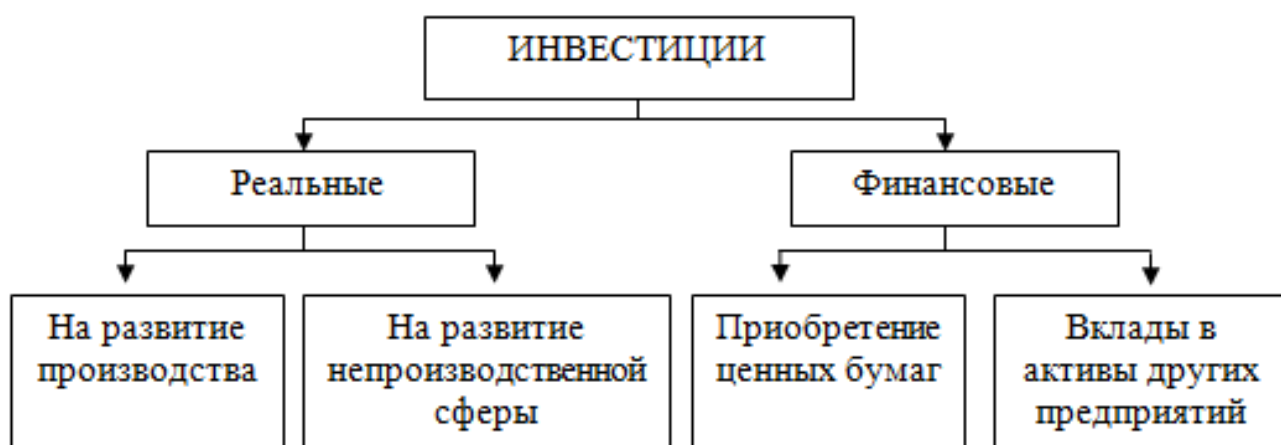 ИНВЕСТИЦИИ
Реальные
Финансовые
На развитие
производства
На развитие
непроизводственной
сферы
Приобретение
ценных бумаг
Вклады в
активы других
предприятий